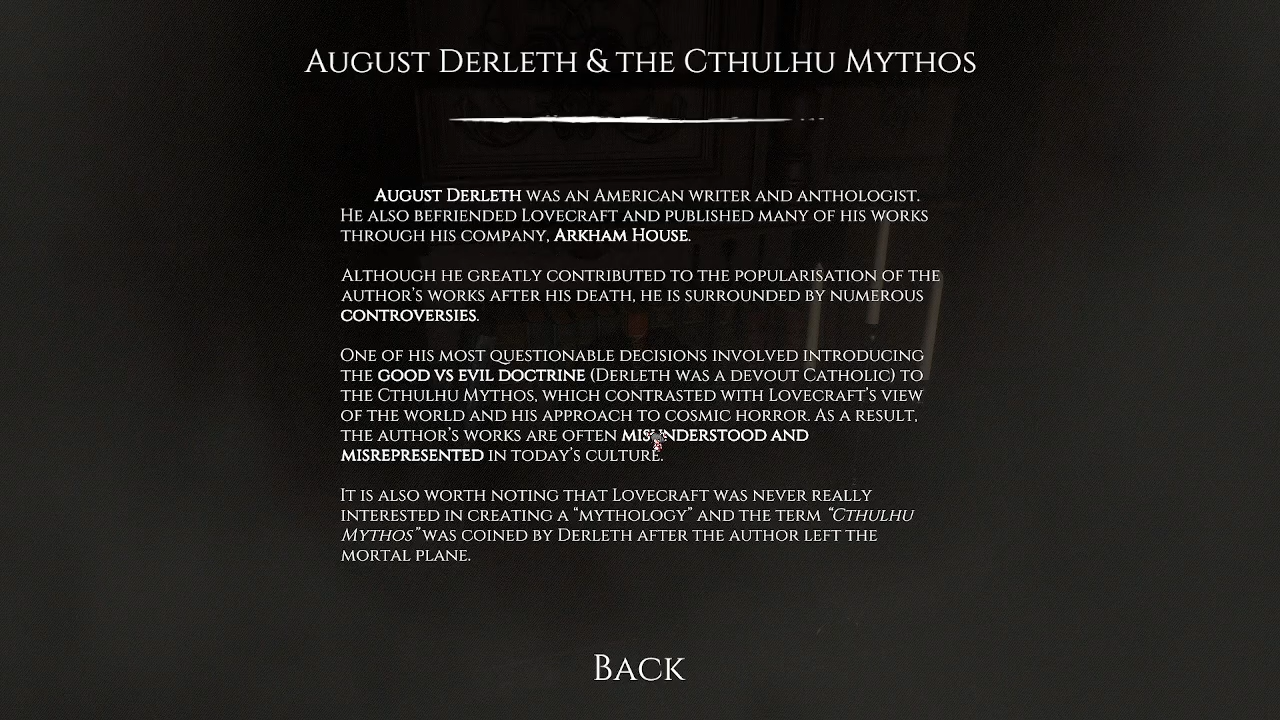 August Derleth & the Cthulhu Mythos
August Derleth was an American writer and anthologist.
He also befriended Lovecraft and published many of his works
through his company, Arkham House.
Although he greatly contributed to the popularisation of the
author's works after his death, he is surrounded by numerous
controversies.
One of his most questionable decisions involved introducing
the good vs evil doctrine (Derleth was a devout Catholic) to
the Cthulhu Mythos, which contrasted with Lovecraft's view
of the world and his approach to cosmic horror. As a result,
the author's works are often misunderstood and
misrepresented in today's culture.
It is also worth noting that Lovecraft was never really
interested in creating a "mythology" and the term "Cthulhu
Mythos" was coined by Derleth after the author left the
mortal plane.
Back